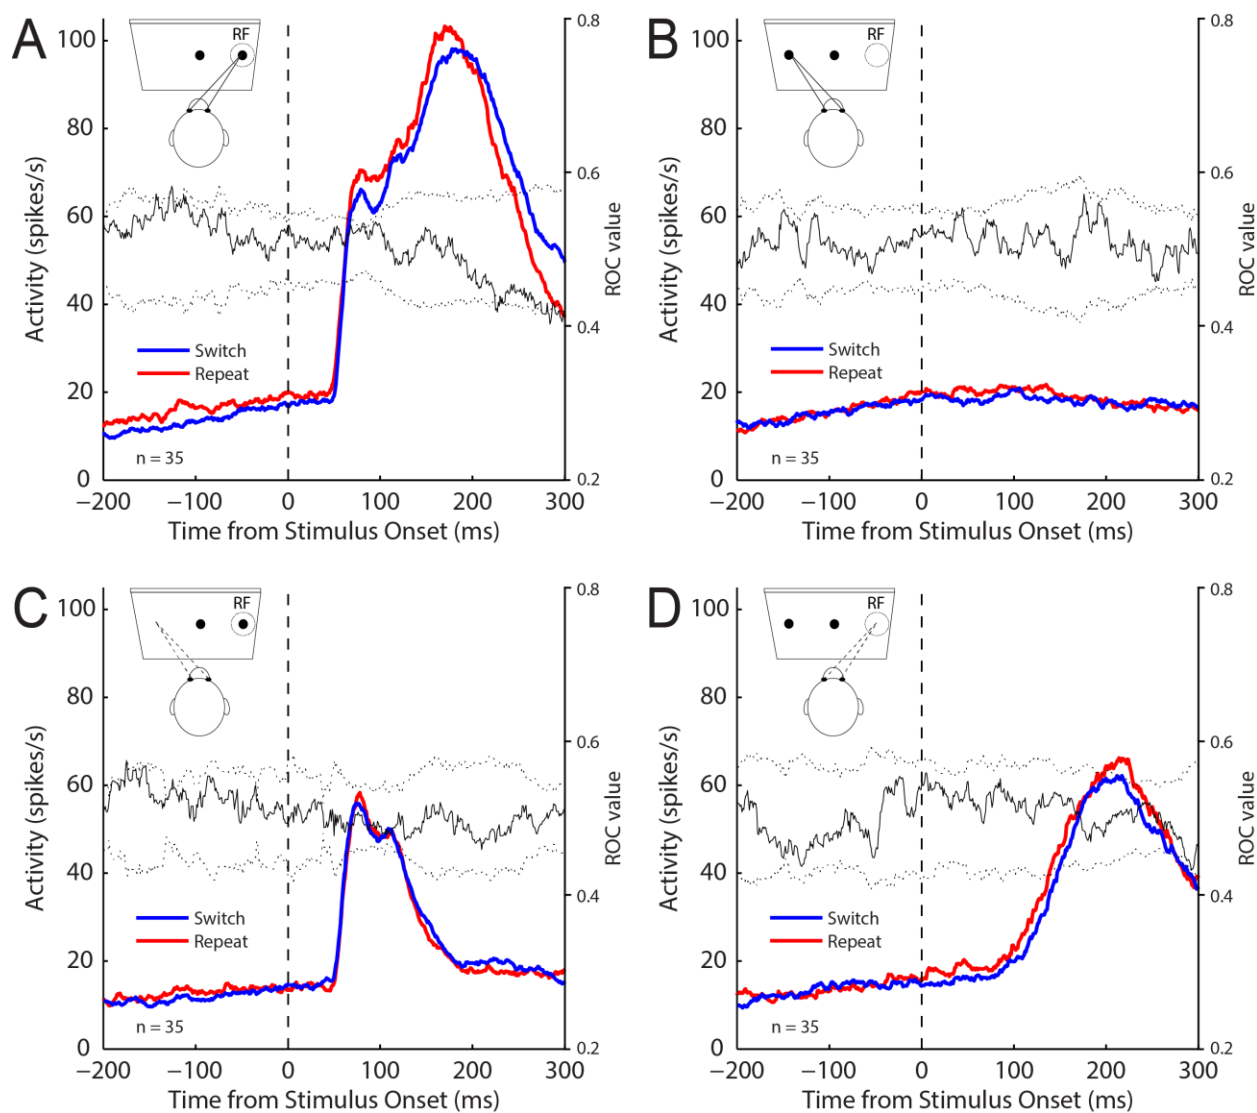 A
RF
100
80
60
40
20
0
Activity (spikes/s)
0.8
0.6
0.4
0.2
ROC value
Switch
Repeat
n = 35
−200 −100 0 100 200 300
Time from Stimulus Onset (ms)
B
RF
100
80
60
40
20
0
Activity (spikes/s)
0.8
0.6
0.4
0.2
ROC value
Switch
Repeat
n = 35
−200 −100 0 100 200 300
Time from Stimulus Onset (ms)
C
RF
100
80
60
40
20
0
Activity (spikes/s)
0.8
0.6
0.4
0.2
ROC value
Switch
Repeat
n = 35
−200 −100 0 100 200 300
Time from Stimulus Onset (ms)
D
RF
100
80
60
40
20
0
Activity (spikes/s)
0.8
0.6
0.4
0.2
ROC value
Switch
Repeat
n = 35
−200 −100 0 100 200 300
Time from Stimulus Onset (ms)